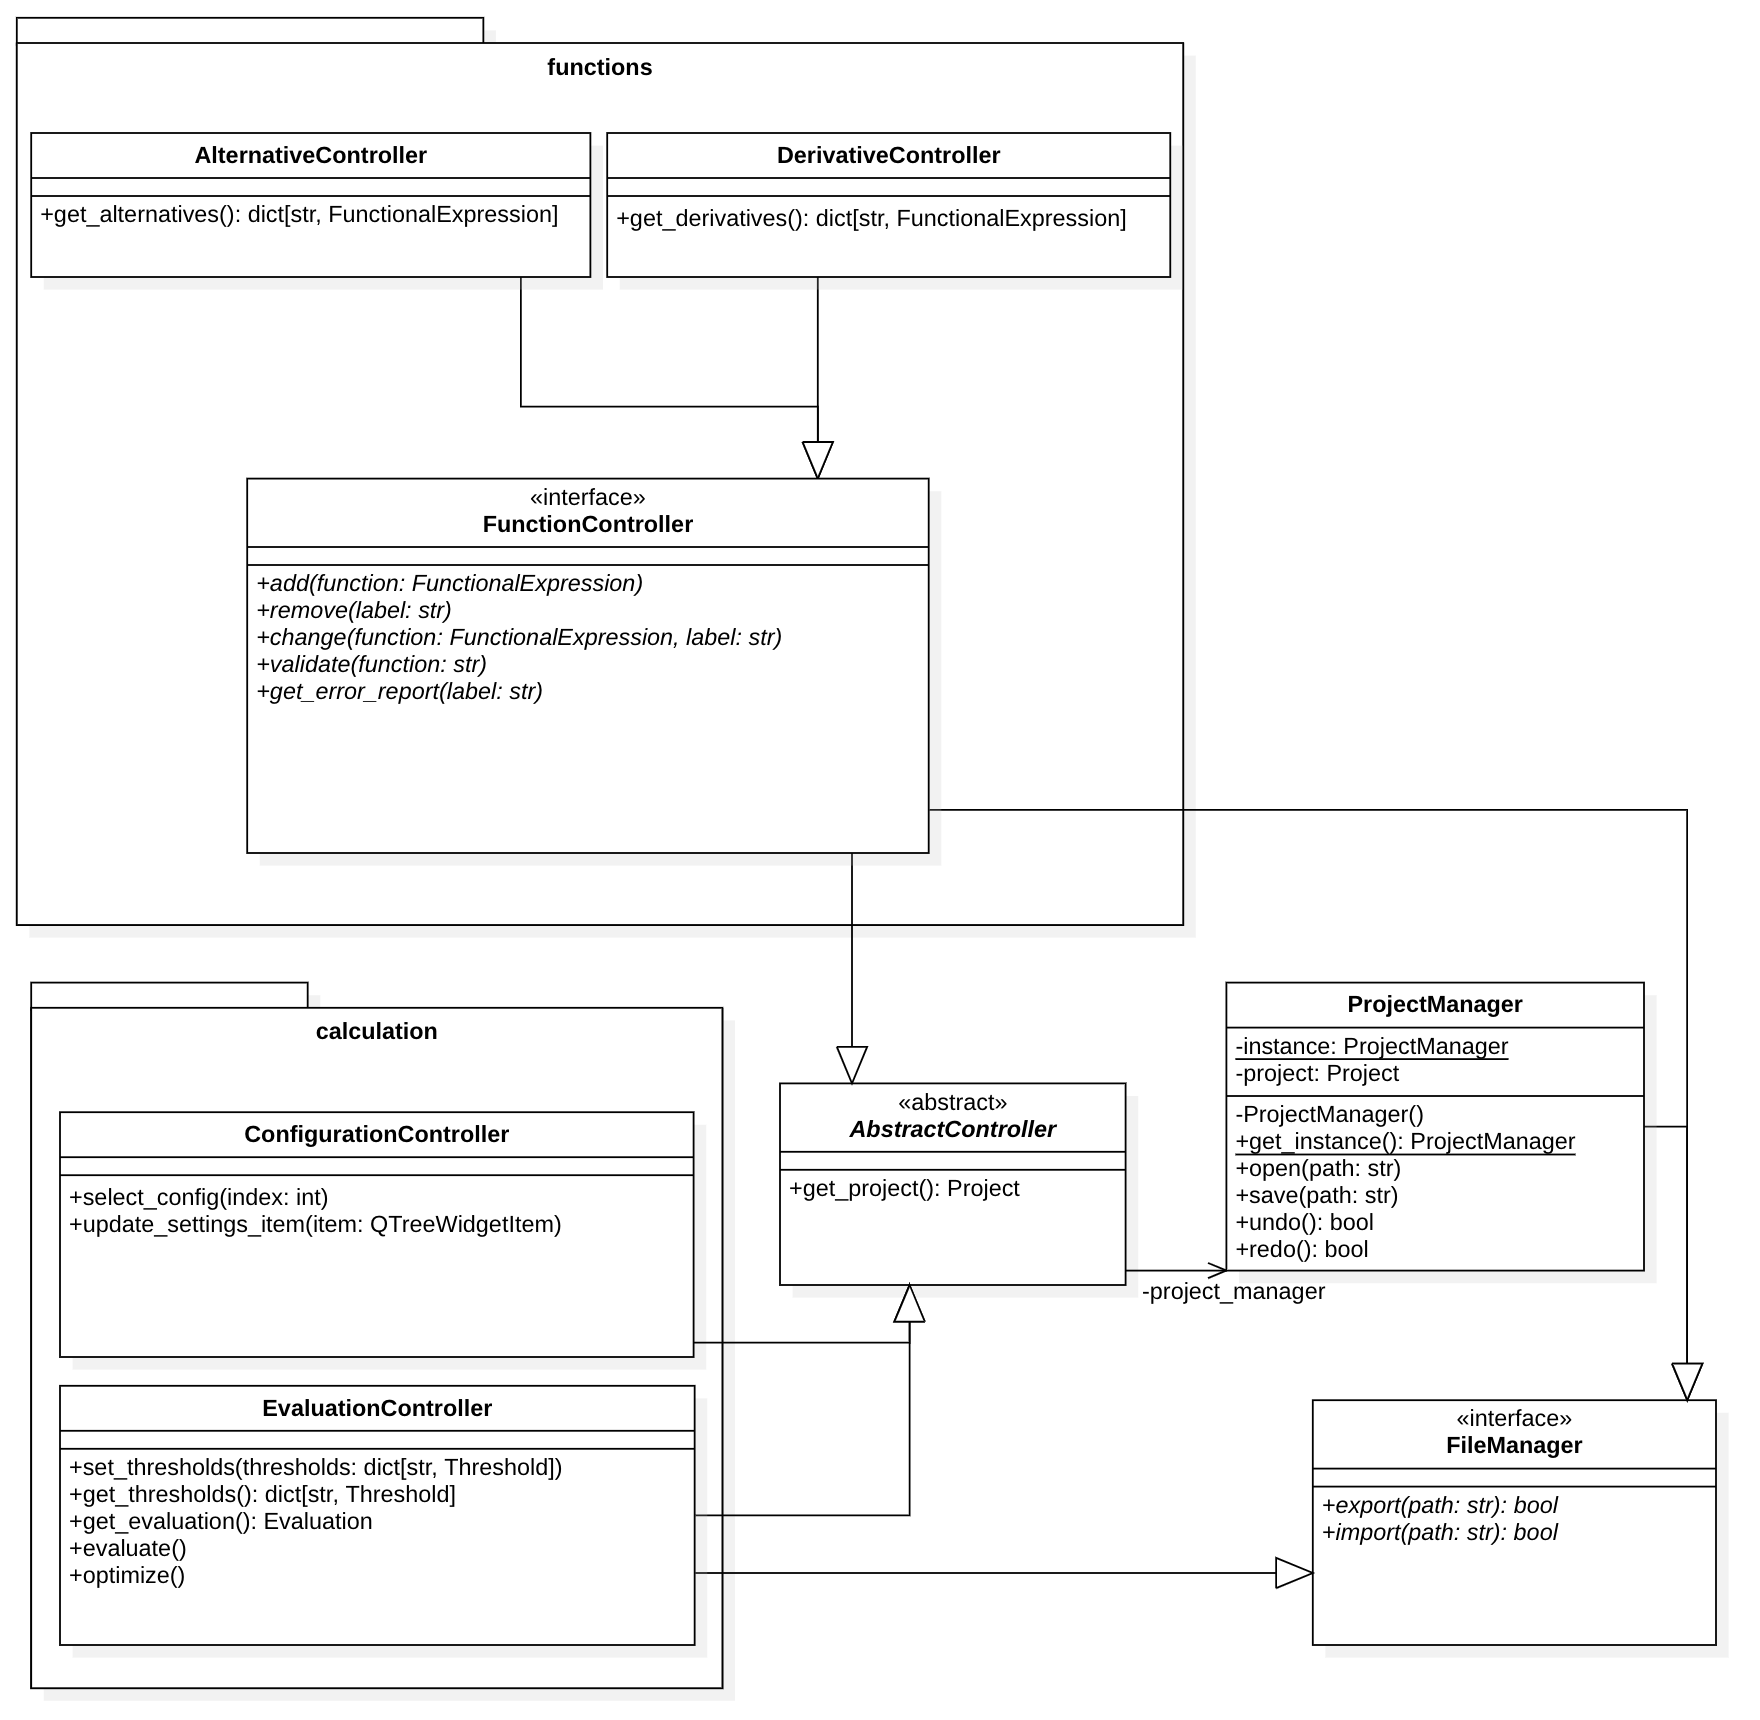 functions
AlternativeController
+get_alternatives(): dict[str, FunctionalExpression]
DerivativeController
+get_derivatives(): dict[str, FunctionalExpression]
«interface»
FunctionController
+add(function: FunctionalExpression)
+remove(label: str)
+change(function: FunctionalExpression, label: str)
+validate(function: str)
+get_error_report(label: str)
calculation
ConfigurationController
+select_config(index: int)
+update_settings_item(item: QTreeWidgetItem)
EvaluationController
+set_thresholds(thresholds: dict[str, Threshold])
+get_thresholds(): dict[str, Threshold]
+get_evaluation(): Evaluation
+evaluate()
+optimize()
«abstract»
AbstractController
+get_project(): Project
-project_manager
ProjectManager
-instance: ProjectManager
-project: Project
-ProjectManager()
+get_instance(): ProjectManager
+open(path: str)
+save(path: str)
+undo(): bool
+redo(): bool
«interface»
FileManager
+export(path: str): bool
+import(path: str): bool